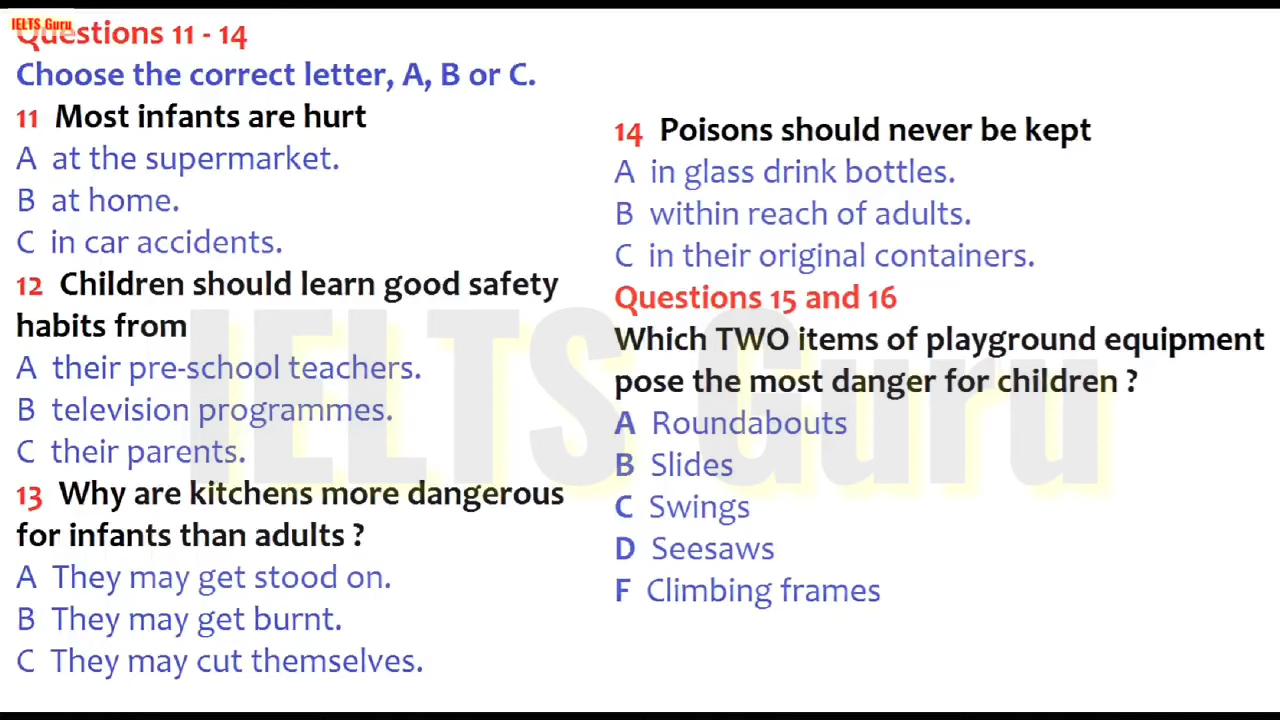 IELTS Guru
Questions 11 - 14
Choose the correct letter, A, B or C.
11 Most infants are hurt
A at the supermarket.
B at home.
C in car accidents.
12 Children should learn good safety
habits from
A their pre-school teachers.
B television programmes.
C their parents.
13 Why are kitchens more dangerous
for infants than adults ?
A They may get stood on.
B They may get burnt.
C They may cut themselves.
14 Poisons should never be kept
A in glass drink bottles.
B within reach of adults.
C in their original containers.
Questions 15 and 16
Which TWO items of playground equipment
pose the most danger for children ?
A Roundabouts
B Slides
C Swings
D Seesaws
F Climbing frames
IELTS Guru